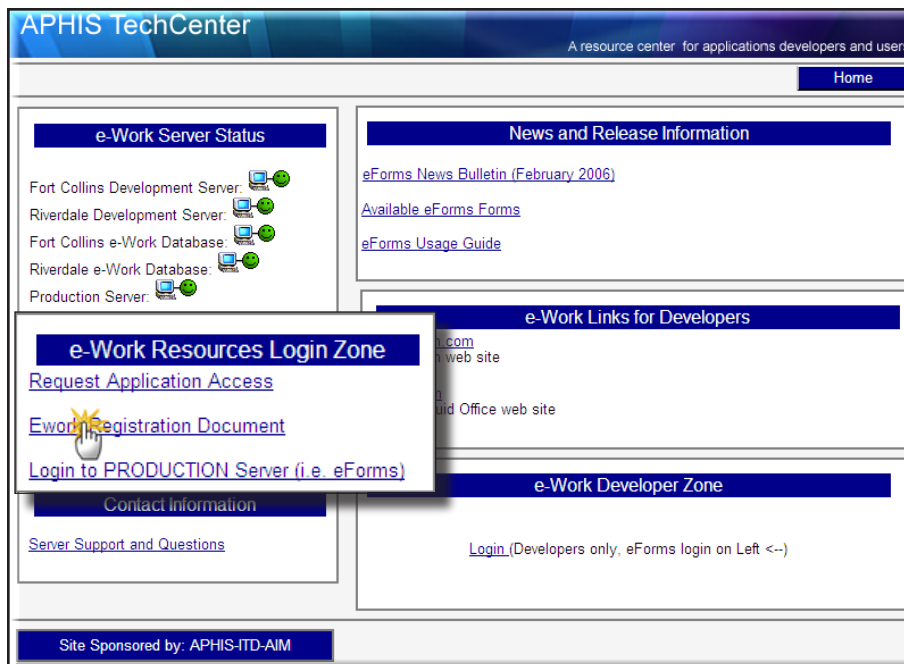 APHIS TechCenter
A resource center for applications developers and users
Home
e-Work Server Status
Fort Collins Development Server:
Riverdale Development Server:
Fort Collins e-Work Database:
Riverdale e-Work Database:
Production Server:
e-Work Resources Login Zone
Request Application Access
Ework Registration Document
Login to PRODUCTION Server (i.e. eForms)
Contact Information
Server Support and Questions
News and Release Information
eForms News Bulletin (February 2006)
Available eForms Forms
eForms Usage Guide
e-Work Links for Developers
.com
web site
uid Office web site
e-Work Developer Zone
Login (Developers only, eForms login on Left <--)
Site Sponsored by: APHIS-ITD-AIM